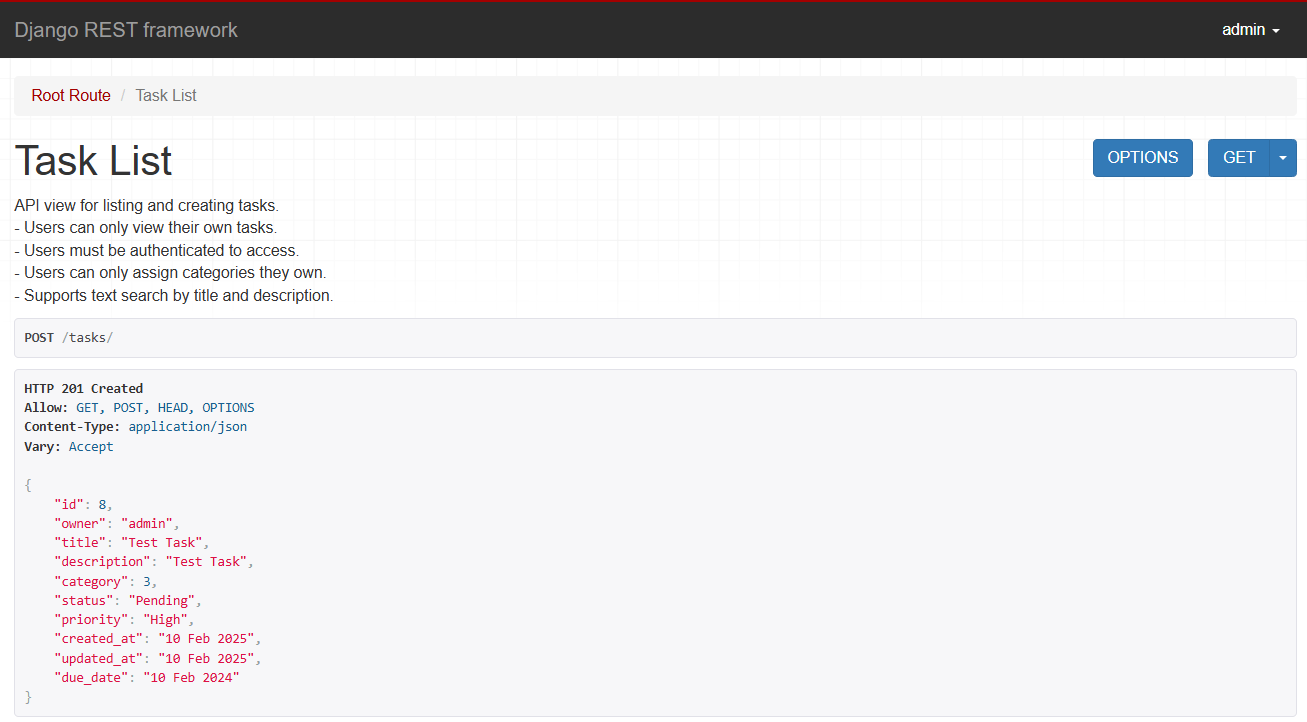 Django REST framework
admin
Root Route / Task List
Task List
OPTIONS
GET
API view for listing and creating tasks.
- Users can only view their own tasks.
- Users must be authenticated to access.
- Users can only assign categories they own.
- Supports text search by title and description.
POST /tasks/
HTTP 201 Created
Allow: GET, POST, HEAD, OPTIONS
Content-Type: application/json
Vary: Accept
{
    "id": 8,
    "owner": "admin",
    "title": "Test Task",
    "description": "Test Task",
    "category": 3,
    "status": "Pending",
    "priority": "High",
    "created_at": "10 Feb 2025",
    "updated_at": "10 Feb 2025",
    "due_date": "10 Feb 2024"
}